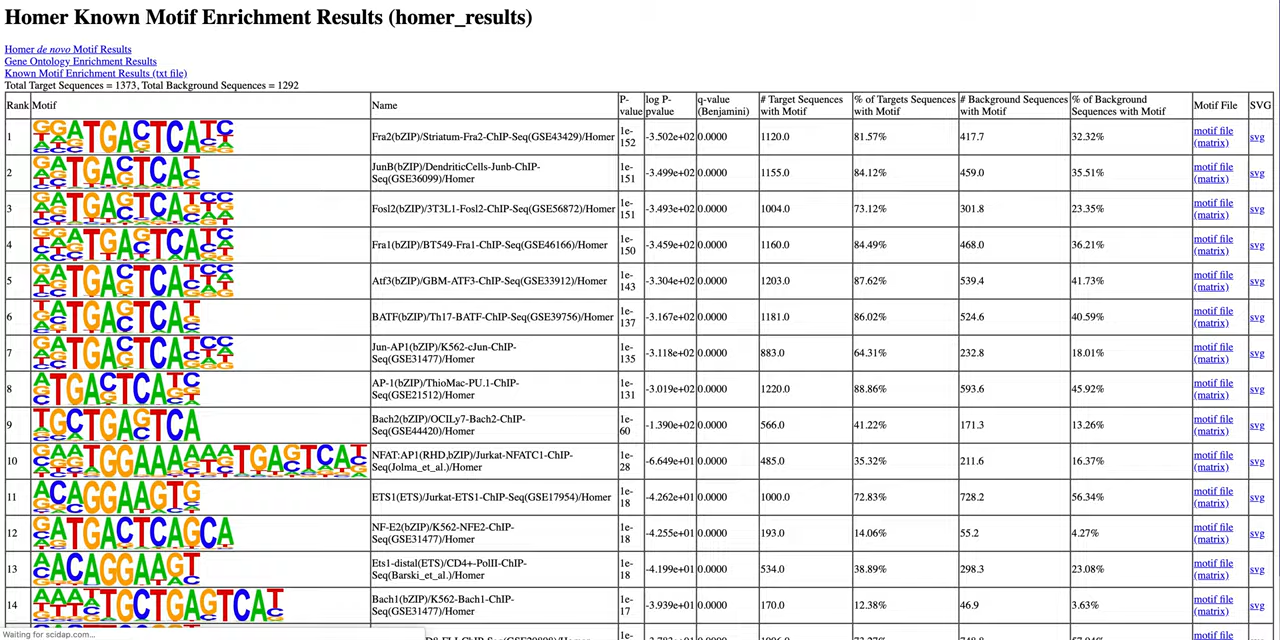 Homer Known Motif Enrichment Results (homer_results)
Homer de novo Motif Results
Gene Ontology Enrichment Results
Known Motif Enrichment Results (txt file)
Total Target Sequences = 1373, Total Background Sequences = 1292
Rank Motif Name P-value log P-pvalue q-value (Benjamini) # Target Sequences with Motif % of Targets Sequences with Motif # Background Sequences with Motif % of Background Sequences with Motif Motif File SVG
1 Fra2(bZIP)/Striatum-Fra2-ChIP-Seq(GSE43429)/Homer 1e-152 -3.502e+02 0.0000 1120.0 81.57% 417.7 32.32% motif file (matrix) svg
2 JunB(bZIP)/DendriticCells-Junb-ChIP-Seq(GSE36099)/Homer 1e-151 -3.499e+02 0.0000 1155.0 84.12% 459.0 35.51% motif file (matrix) svg
3 Fosl2(bZIP)/3T3L1-Fosl2-ChIP-Seq(GSE56872)/Homer 1e-151 -3.493e+02 0.0000 1004.0 73.12% 301.8 23.35% motif file (matrix) svg
4 Fra1(bZIP)/BT549-Fra1-ChIP-Seq(GSE46166)/Homer 1e-150 -3.459e+02 0.0000 1160.0 84.49% 468.0 36.21% motif file (matrix) svg
5 Atf3(bZIP)/GBM-ATF3-ChIP-Seq(GSE33912)/Homer 1e-143 -3.304e+02 0.0000 1203.0 87.62% 539.4 41.73% motif file (matrix) svg
6 BATF(bZIP)/Th17-BATF-ChIP-Seq(GSE39756)/Homer 1e-137 -3.167e+02 0.0000 1181.0 86.02% 524.6 40.59% motif file (matrix) svg
7 Jun-AP1(bZIP)/K562-cJun-ChIP-Seq(GSE31477)/Homer 1e-135 -3.118e+02 0.0000 883.0 64.31% 232.8 18.01% motif file (matrix) svg
8 AP-1(bZIP)/ThioMac-PU.1-ChIP-Seq(GSE21512)/Homer 1e-131 -3.019e+02 0.0000 1220.0 88.86% 593.6 45.92% motif file (matrix) svg
9 Bach2(bZIP)/OCILy7-Bach2-ChIP-Seq(GSE44420)/Homer 1e-60 -1.390e+02 0.0000 566.0 41.22% 171.3 13.26% motif file (matrix) svg
10 NFAT:AP1(RHD,bZIP)/Jurkat-NFATC1-ChIP-Seq(Jolma_et_al.)/Homer 1e-28 -6.649e+01 0.0000 485.0 35.32% 211.6 16.37% motif file (matrix) svg
11 ETS1(ETS)/Jurkat-ETS1-ChIP-Seq(GSE17954)/Homer 1e-18 -4.262e+01 0.0000 1000.0 72.83% 728.2 56.34% motif file (matrix) svg
12 NF-E2(bZIP)/K562-NFE2-ChIP-Seq(GSE31477)/Homer 1e-18 -4.255e+01 0.0000 193.0 14.06% 55.2 4.27% motif file (matrix) svg
13 Ets1-distal(ETS)/CD4+-PolII-ChIP-Seq(Barski_et_al.)/Homer 1e-18 -4.199e+01 0.0000 534.0 38.89% 298.3 23.08% motif file (matrix) svg
14 Bach1(bZIP)/K562-Bach1-ChIP-Seq(GSE31477)/Homer 1e-17 -3.939e+01 0.0000 170.0 12.38% 46.9 3.63% motif file (matrix) svg
Waiting for scidap.com... 1e- motif file